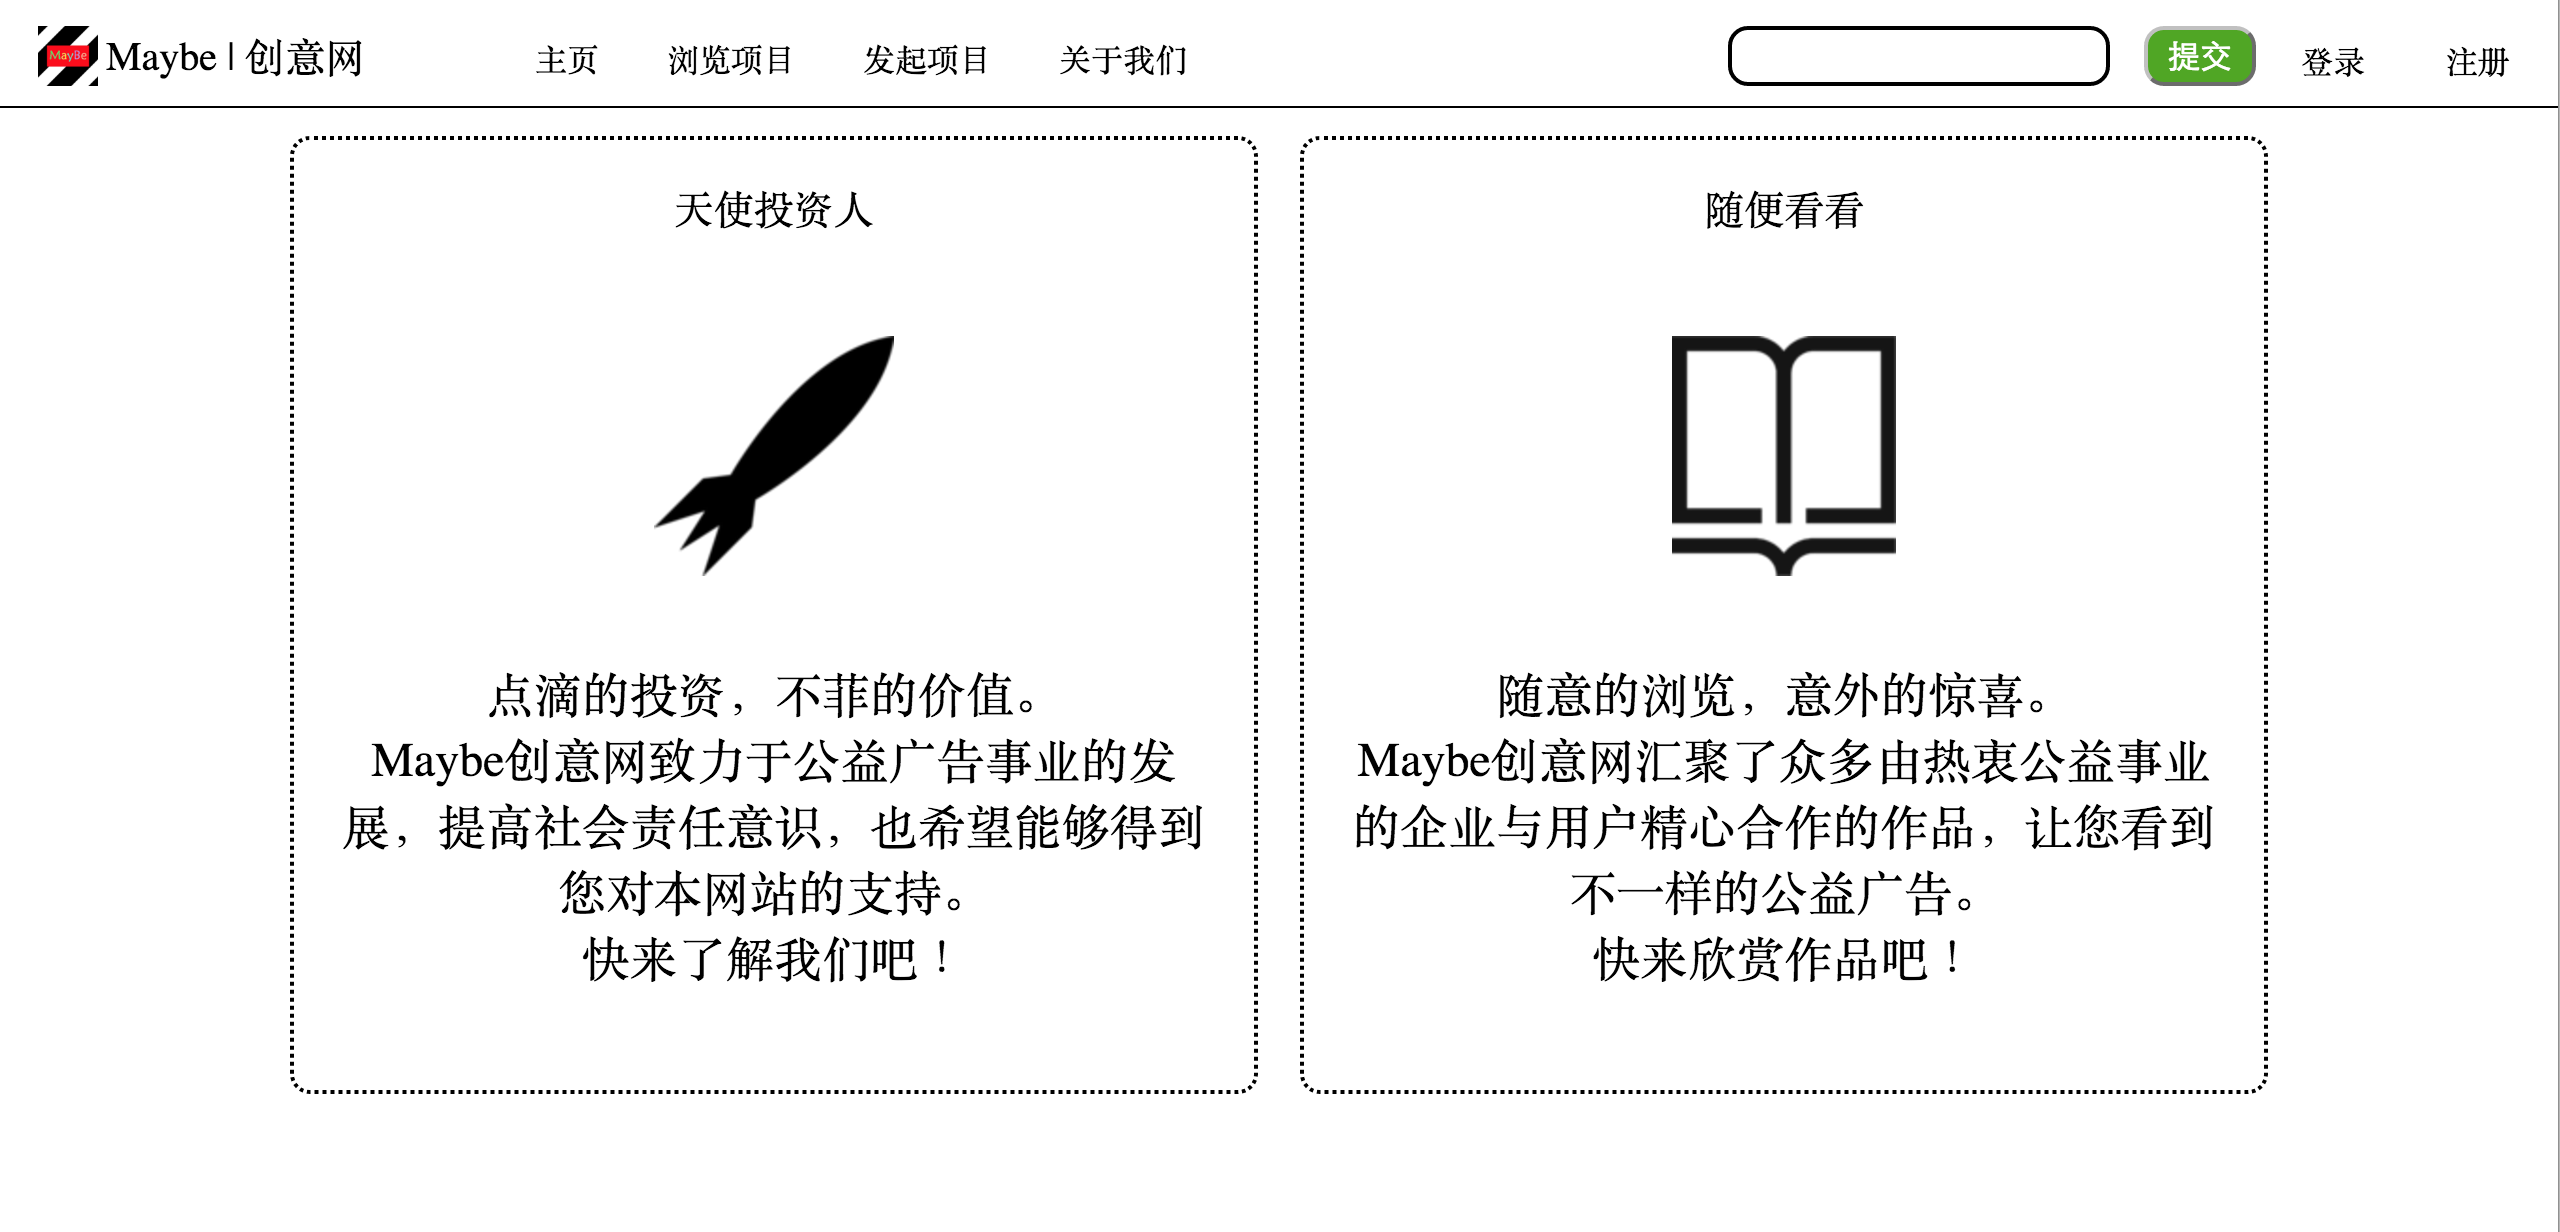 MayBe
Maybe | 创意网
主页 浏览项目 发起项目 关于我们
提交 登录 注册
天使投资人
点滴的投资，不菲的价值。
Maybe创意网致力于公益广告事业的发
展，提高社会责任意识，也希望能够得到
您对本网站的支持。
快来了解我们吧！
随便看看
随意的浏览，意外的惊喜。
Maybe创意网汇聚了众多由热衷公益事业
的企业与用户精心合作的作品，让您看到
不一样的公益广告。
快来欣赏作品吧！